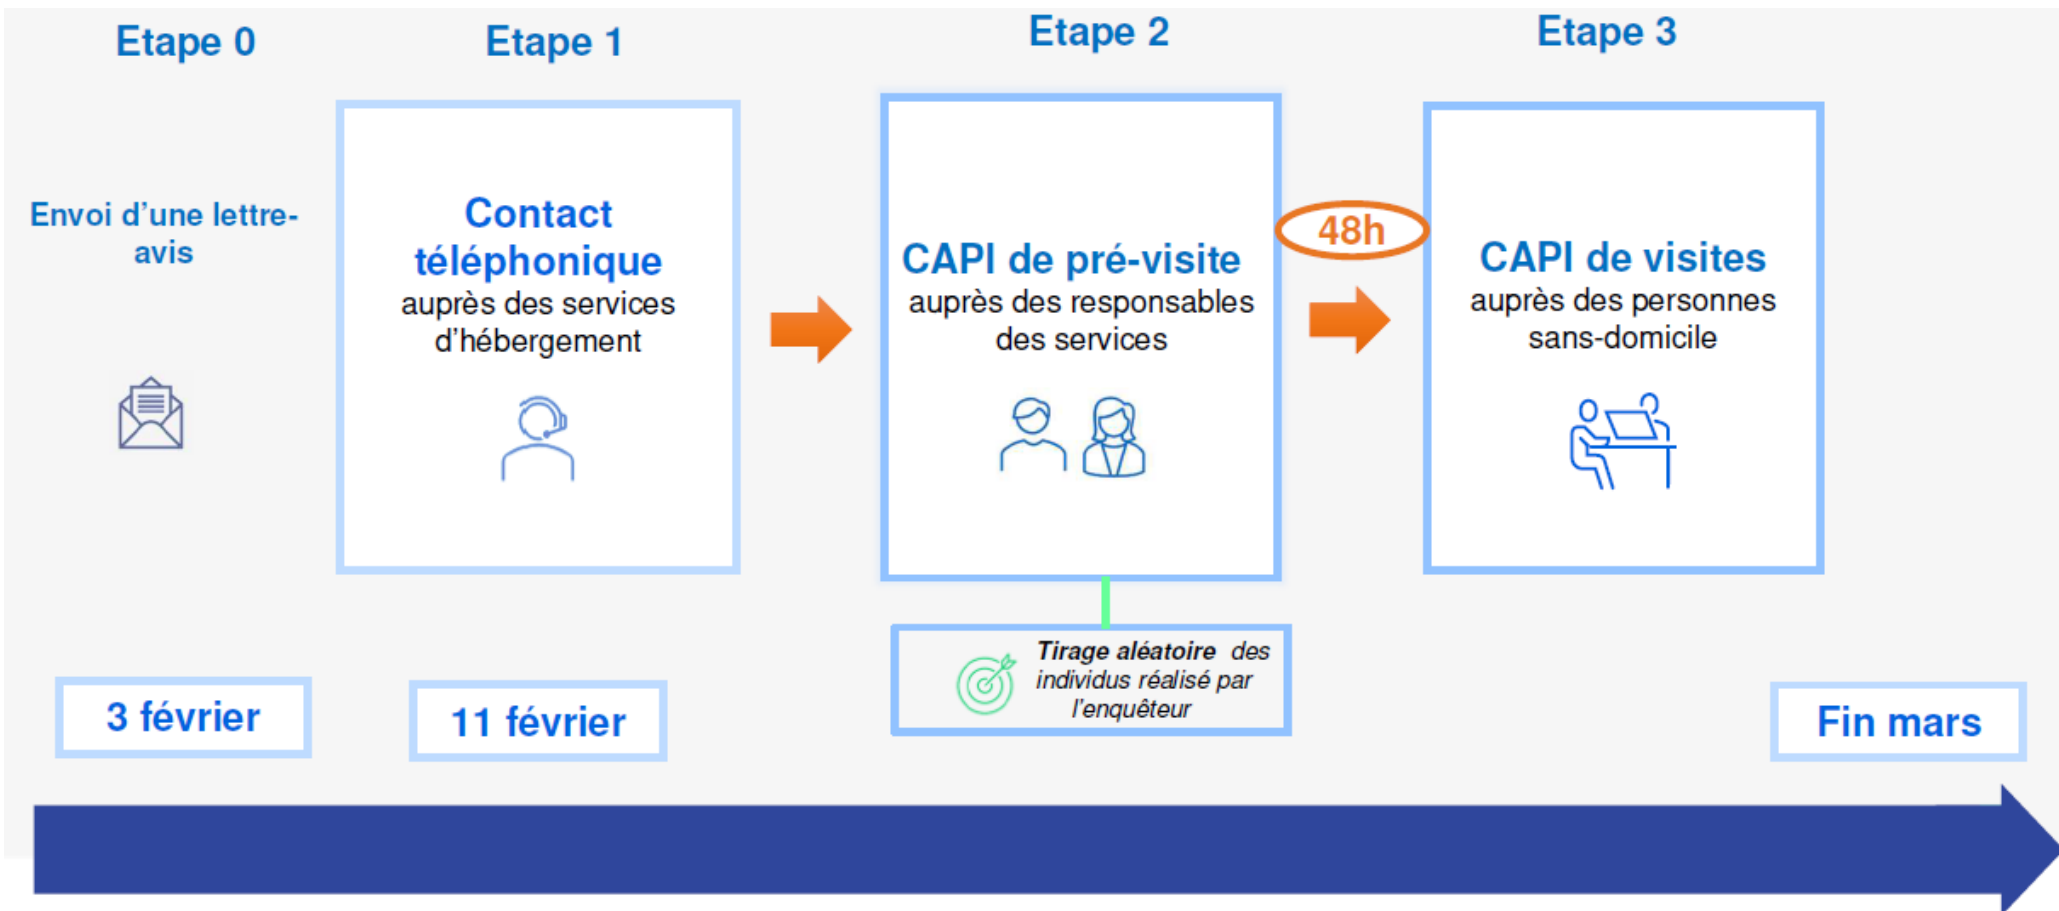 Etape 0
Envoi d'une lettre-
avis
3 février
Etape 1
Contact
téléphonique
auprès des services
d'hébergement
11 février
Etape 2
CAPI de pré-visite
auprès des responsables
des services
Tirage aléatoire des
individus réalisé par
l'enquêteur
48h
Etape 3
CAPI de visites
auprès des personnes
sans-domicile
Fin mars